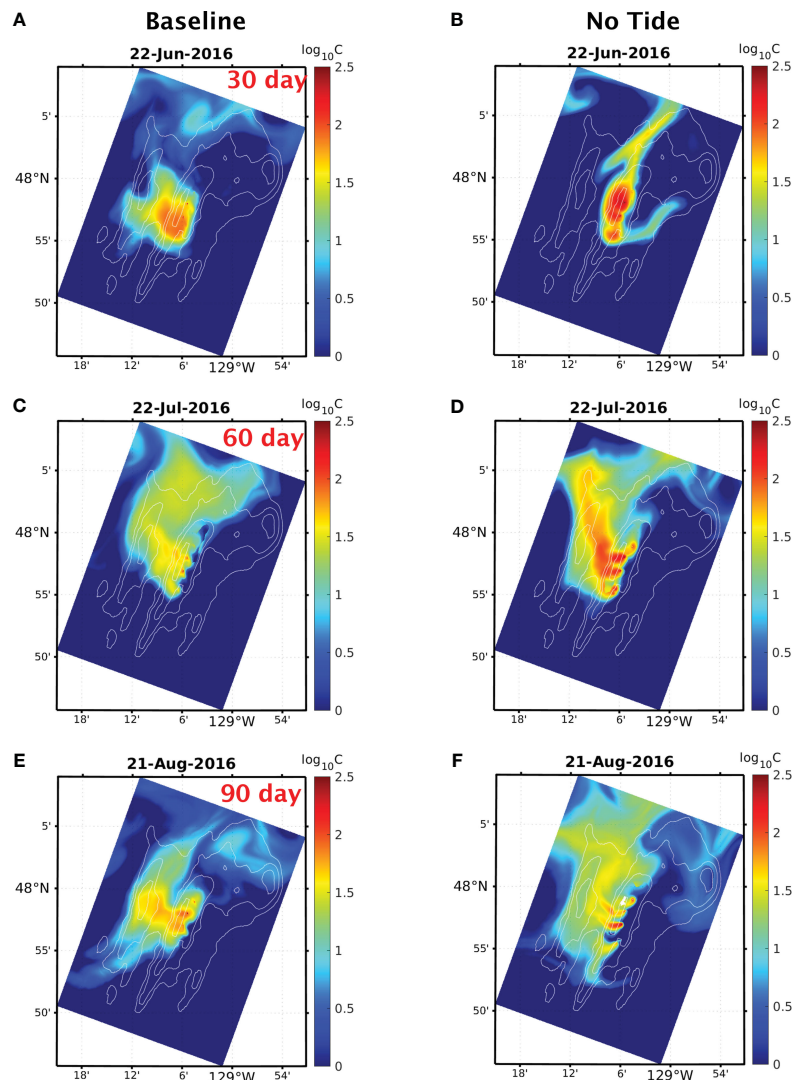 Baseline
No Tide
A
22-Jun-2016
log10C
30 day
5'
48°N
55'
50'
18'
12'
6'
129°W
54'
2.5
2
1.5
1
0.5
0
B
22-Jun-2016
log10C
5'
48°N
55'
50'
18'
12'
6'
129°W
54'
2.5
2
1.5
1
0.5
0
C
22-Jul-2016
log10C
60 day
5'
48°N
55'
50'
18'
12'
6'
129°W
54'
2.5
2
1.5
1
0.5
0
D
22-Jul-2016
log10C
5'
48°N
55'
50'
18'
12'
6'
129°W
54'
2.5
2
1.5
1
0.5
0
E
21-Aug-2016
log10C
90 day
5'
48°N
55'
50'
18'
12'
6'
129°W
54'
2.5
2
1.5
1
0.5
0
F
21-Aug-2016
log10C
5'
48°N
55'
50'
18'
12'
6'
129°W
54'
2.5
2
1.5
1
0.5
0